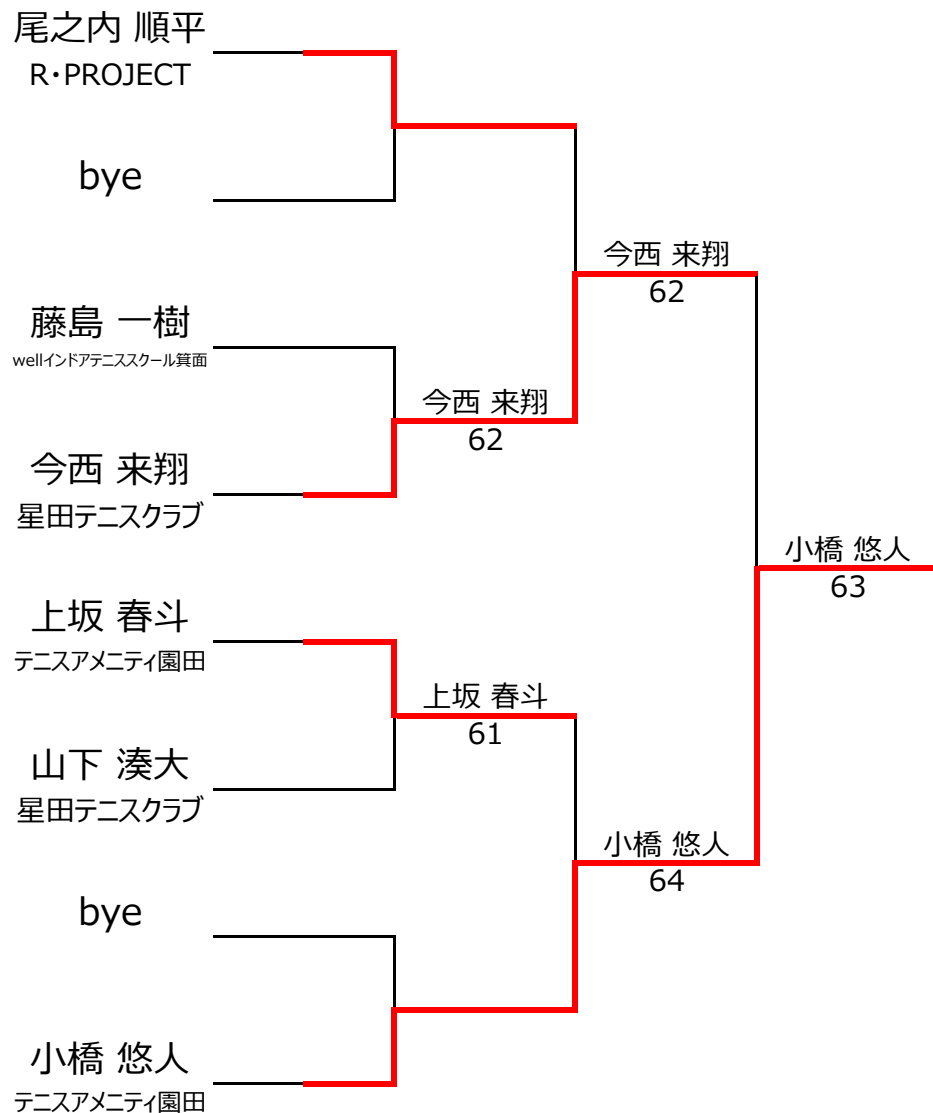 尾之内 順平
R・PROJECT
bye
藤島 一樹
wellインドアテニススクール箕面
今西 来翔
星田テニスクラブ
上坂 春斗
テニスアメニティ園田
山下 湊大
星田テニスクラブ
bye
小橋 悠人
テニスアメニティ園田
今西 来翔
62
上坂 春斗
61
今西 来翔
62
小橋 悠人
64
小橋 悠人
63